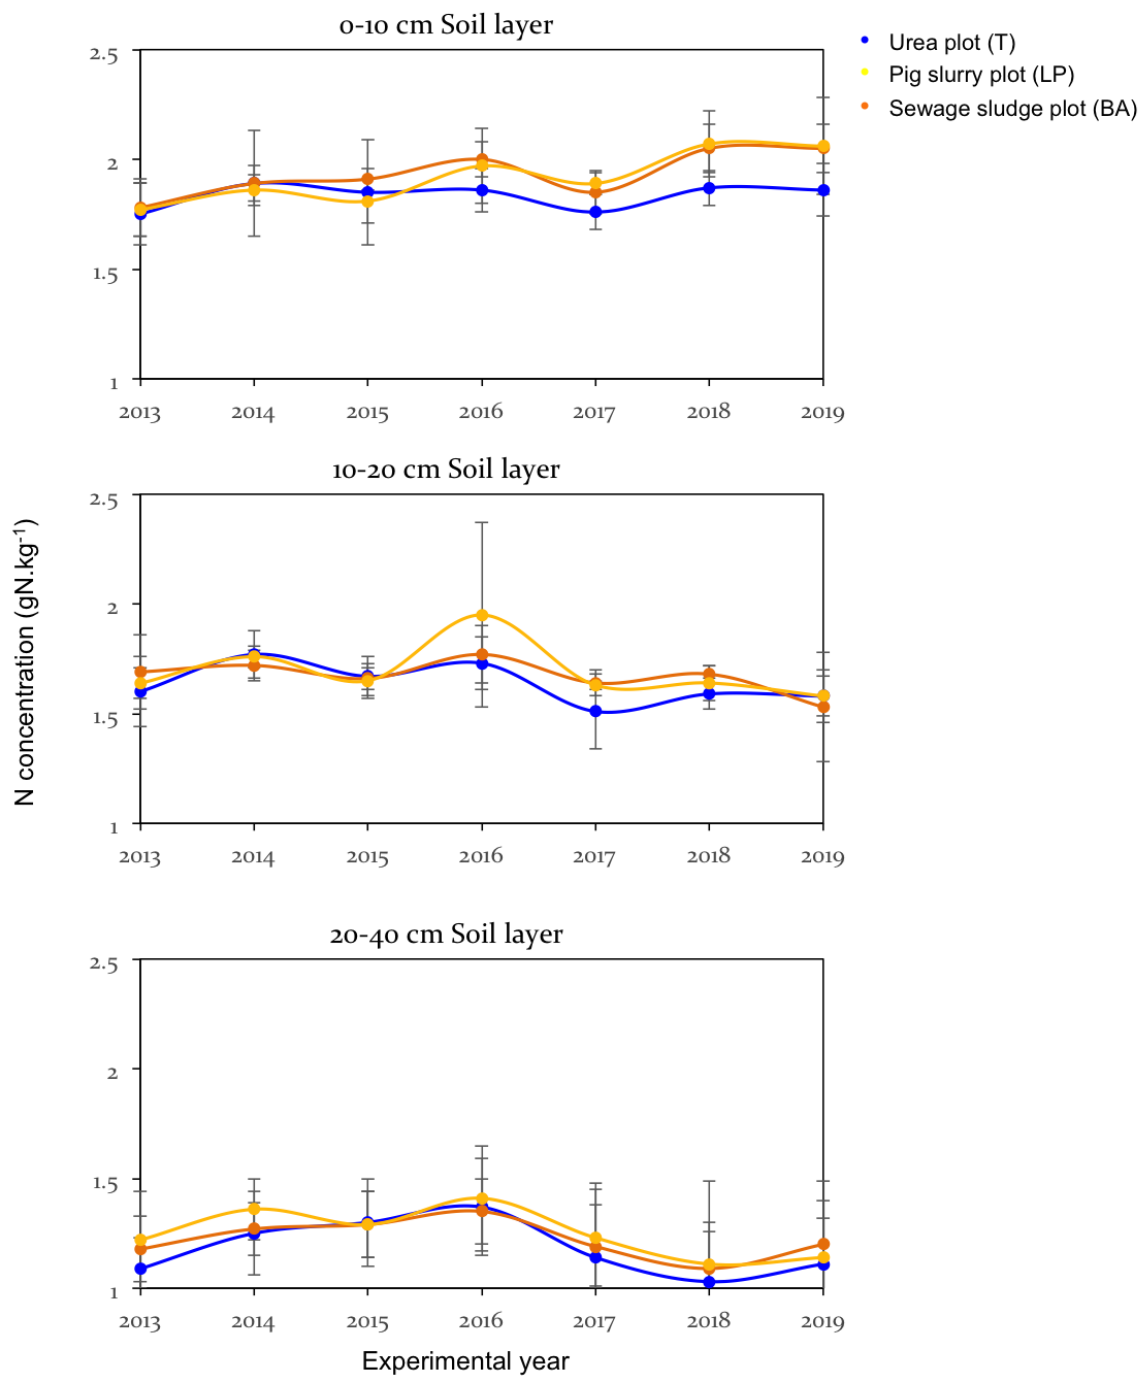 0-10 cm Soil layer
Urea plot (T)
Pig slurry plot (LP)
Sewage sludge plot (BA)
2.5
2
1.5
1
2013 2014 2015 2016 2017 2018 2019
10-20 cm Soil layer
2.5
2
1.5
1
2013 2014 2015 2016 2017 2018 2019
N concentration (gN.kg⁻¹)
20-40 cm Soil layer
2.5
2
1.5
1
2013 2014 2015 2016 2017 2018 2019
Experimental year